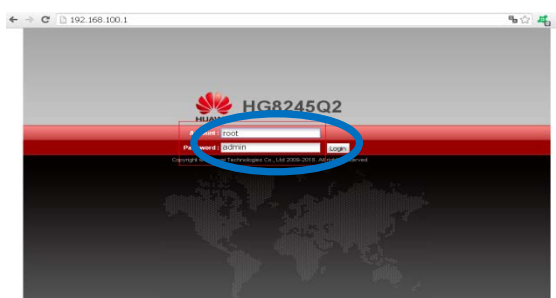 192.168.100.1
HG8245Q2
HUAWEI
Account : root
Password : admin
Login
Copyright © Huawei Technologies Co., Ltd 2009-2018. All rights reserved.